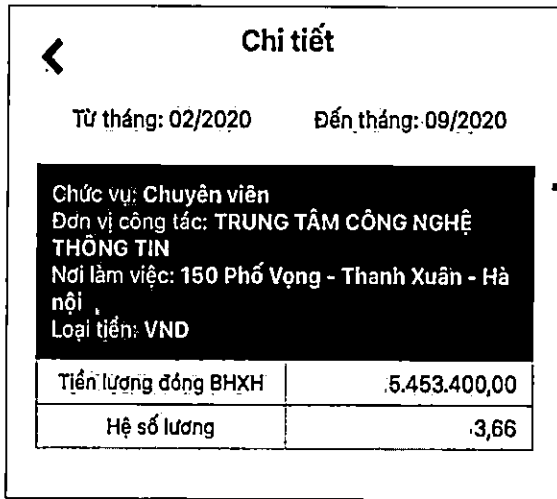 Chi tiết
Từ tháng: 02/2020 Đến tháng: 09/2020
Chức vụ: Chuyên viên
Đơn vị công tác: TRUNG TÂM CÔNG NGHỆ
THÔNG TIN
Nơi làm việc: 150 Phố Vọng - Thanh Xuân - Hà
nội
Loại tiền: VND
Tiền lương đóng BHXH 5.453.400,00
Hệ số lương 3,66